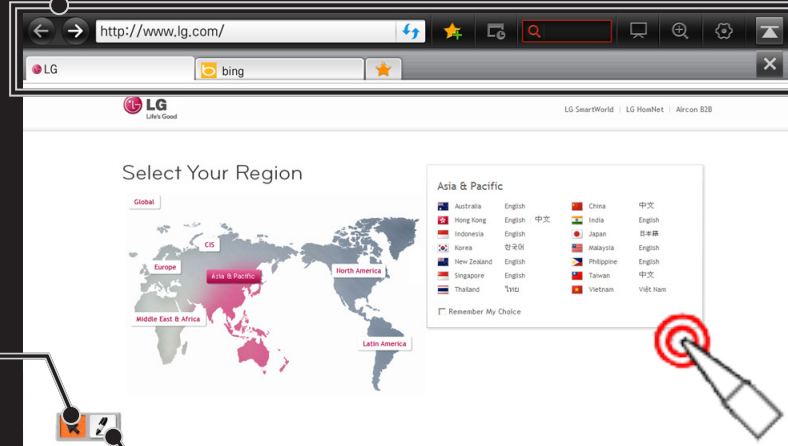 http://www.lg.com/
LG
bing
LG
Life's Good
LG SmartWorld | LG HomNet | Aircon B2B
Select Your Region
Global
CIS
Europe
Asia & Pacific
North America
Middle East & Africa
Latin America
Asia & Pacific
Australia English China 中文
Hong Kong English | 中文 India English
Indonesia English Japan 日本語
Korea 한국어 Malaysia English
New Zealand English Philippine English
Singapore English Taiwan 中文
Thailand ไทย Vietnam Việt Nam
Remember My Choice